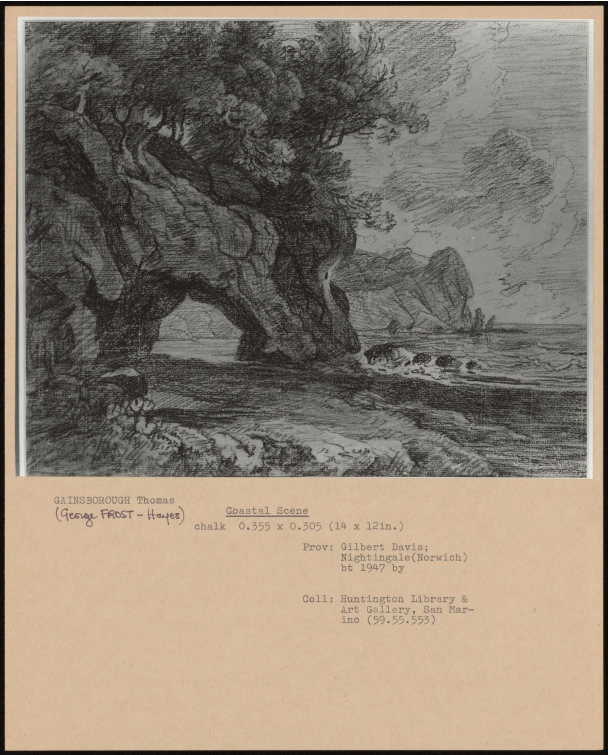 GAINSBOROUGH Thomas
(George FROST - Hayes)
Coastal Scene
chalk 0.355 x 0.305 (14 x 12in.)
Prov: Gilbert Davis;
Nightingale(Norwich)
bt 1947 by
Coll: Huntington Library &
Art Gallery, San Mar-
ino (59.55.553)